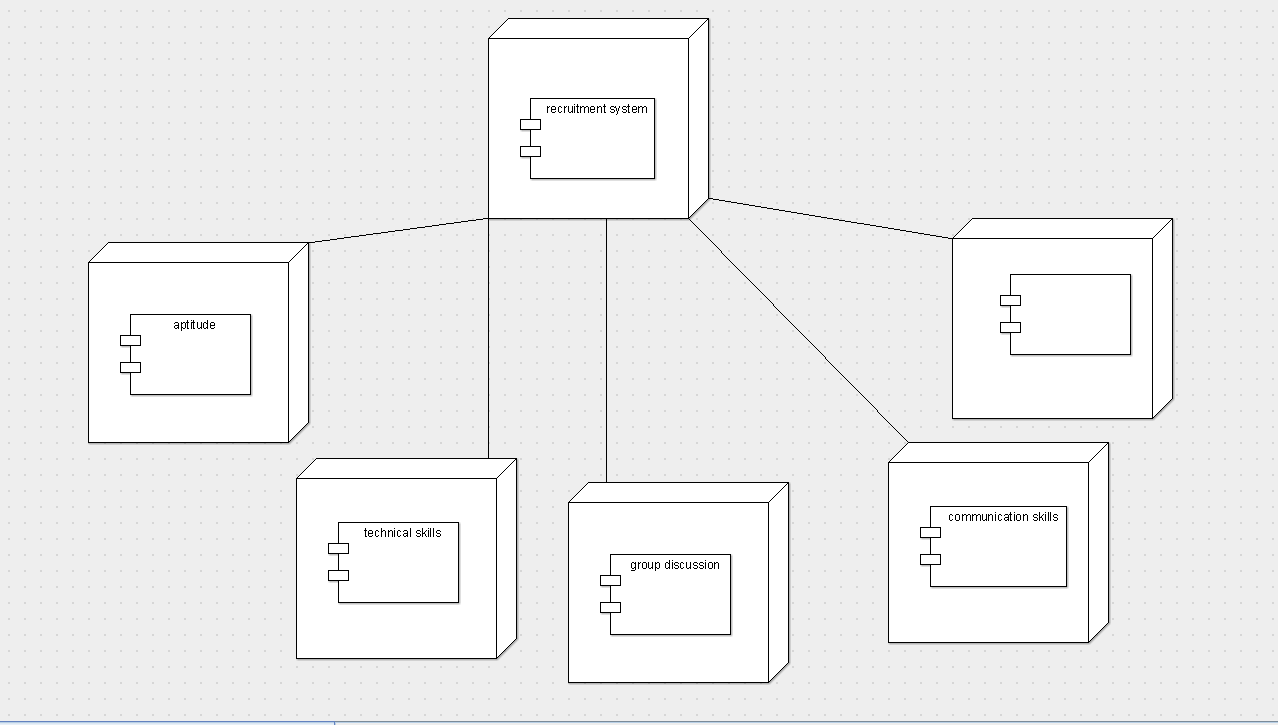 recruitment system
aptitude
technical skills
group discussion
communication skills